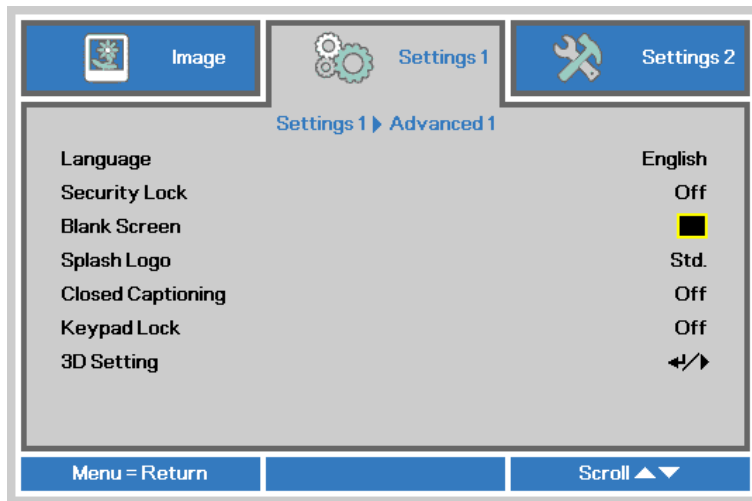 Image
Settings 1
Settings 2
Settings 1 ▶ Advanced 1
Language English
Security Lock Off
Blank Screen
Splash Logo Std.
Closed Captioning Off
Keypad Lock Off
3D Setting ↵/▶
Menu = Return
Scroll ▲▼